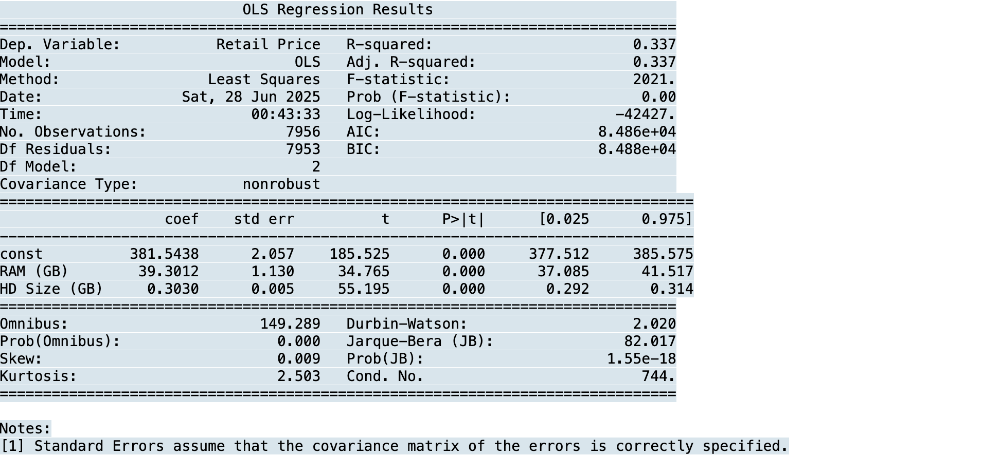 OLS Regression Results
==============================================================================
Dep. Variable:           Retail Price   R-squared:                       0.337
Model:                            OLS   Adj. R-squared:                  0.337
Method:                 Least Squares   F-statistic:                     2021.
Date:                Sat, 28 Jun 2025   Prob (F-statistic):               0.00
Time:                        00:43:33   Log-Likelihood:                -42427.
No. Observations:                7956   AIC:                         8.486e+04
Df Residuals:                    7953   BIC:                         8.488e+04
Df Model:                           2
Covariance Type:            nonrobust
================================================================================
                   coef    std err          t      P>|t|      [0.025      0.975]
--------------------------------------------------------------------------------
const          381.5438      2.057    185.525      0.000     377.512     385.575
RAM (GB)        39.3012      1.130     34.765      0.000      37.085      41.517
HD Size (GB)     0.3030      0.005     55.195      0.000       0.292       0.314
==============================================================================
Omnibus:                      149.289   Durbin-Watson:                   2.020
Prob(Omnibus):                  0.000   Jarque-Bera (JB):               82.017
Skew:                           0.009   Prob(JB):                     1.55e-18
Kurtosis:                       2.503   Cond. No.                         744.
==============================================================================
Notes:
[1] Standard Errors assume that the covariance matrix of the errors is correctly specified.